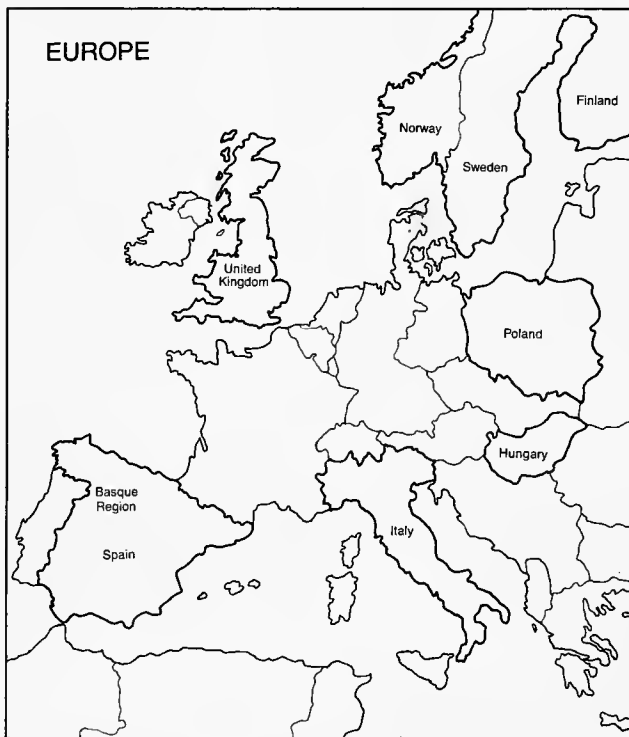 EUROPE
Finland
Norway
Sweden
United
Kingdom
Poland
Hungary
Basque
Region
Italy
Spain